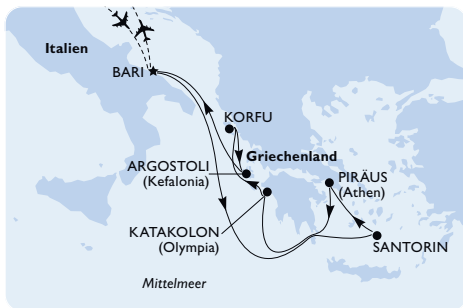 Italien
BARI
KORFU
ARGOSTOLI
(Kefalonia)
Griechenland
PIRÄUS
(Athen)
KATAKOLON
(Olympia)
SANTORIN
Mittelmeer